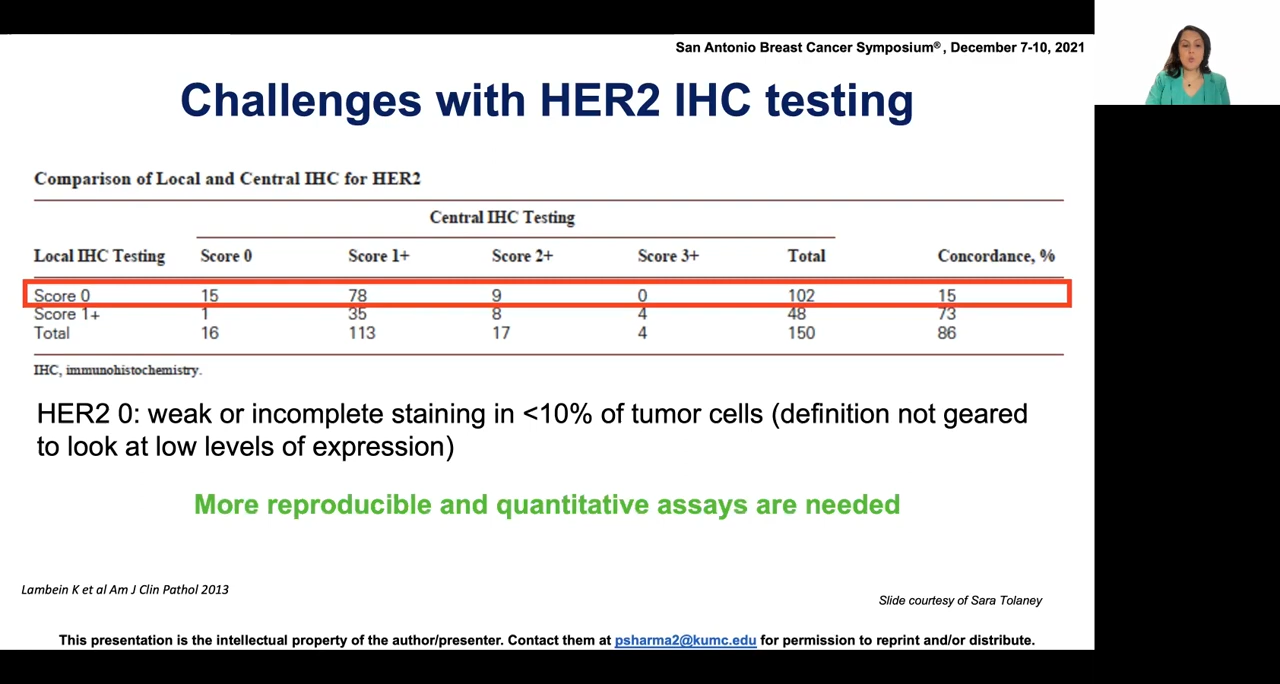 San Antonio Breast Cancer Symposium®, December 7-10, 2021
Challenges with HER2 IHC testing
Comparison of Local and Central IHC for HER2
Central IHC Testing
Local IHC Testing Score 0 Score 1+ Score 2+ Score 3+ Total Concordance, %
Score 0 15 78 9 0 102 15
Score 1+ 1 35 8 4 48 73
Total 16 113 17 4 150 86
IHC, immunohistochemistry.
HER2 0: weak or incomplete staining in <10% of tumor cells (definition not geared
to look at low levels of expression)
More reproducible and quantitative assays are needed
Lambein K et al Am J Clin Pathol 2013
Slide courtesy of Sara Tolaney
This presentation is the intellectual property of the author/presenter. Contact them at psharma2@kumc.edu for permission to reprint and/or distribute.